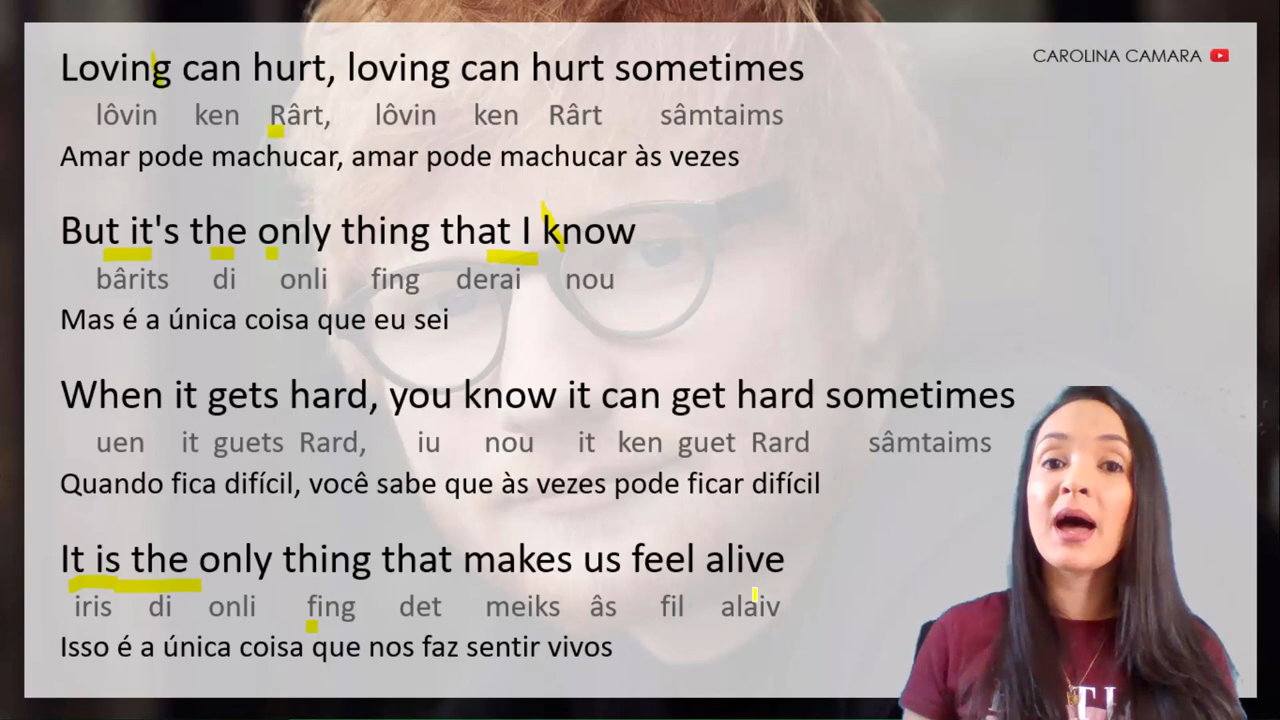 CAROLINA CAMARA
Loving can hurt, loving can hurt sometimes
lôvin ken Rârt, lôvin ken Rârt sâmtaims
Amar pode machucar, amar pode machucar às vezes
But it's the only thing that I know
bârits di onli fing derai nou
Mas é a única coisa que eu sei
When it gets hard, you know it can get hard sometimes
uen it guets Rard, iu nou it ken guet Rard sâmtaims
Quando fica difícil, você sabe que às vezes pode ficar difícil
It is the only thing that makes us feel alive
iris di onli fing det meiks âs fil alaiv
Isso é a única coisa que nos faz sentir vivos